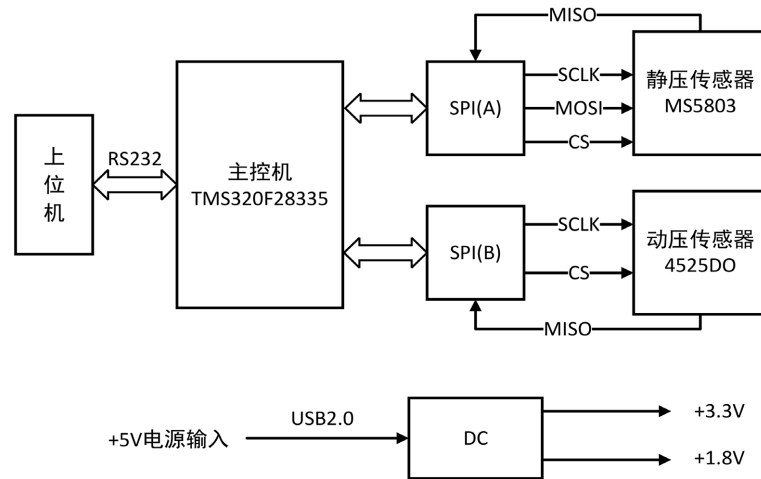 MISO
SCLK
静压传感器
MS5803
SPI(A)
MOSI
CS
上
位
机
RS232
主控机
TMS320F28335
SCLK
动压传感器
4525DO
SPI(B)
CS
MISO
+5V电源输入
USB2.0
DC
+3.3V
+1.8V